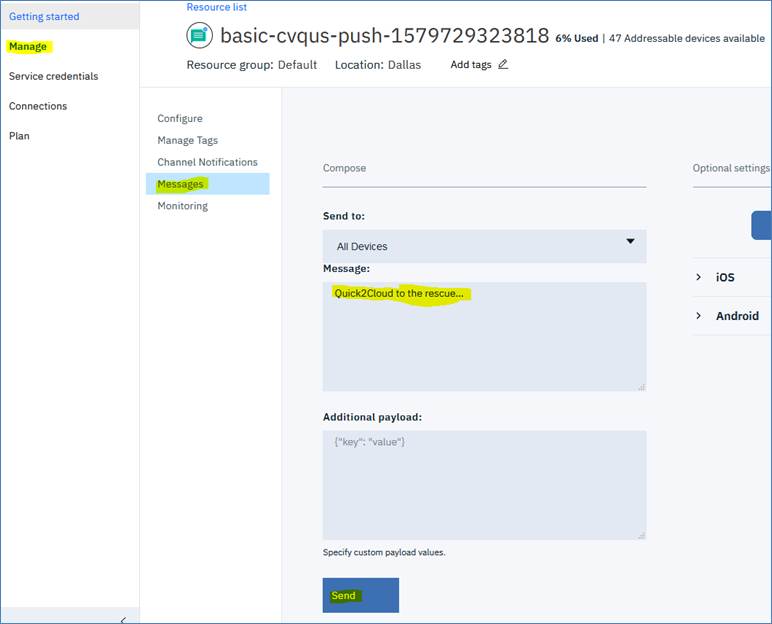 Resource list
Getting started
Manage
Service credentials
Connections
Plan
basic-cvqus-push-1579729323818 6% Used | 47 Addressable devices available
Resource group: Default Location: Dallas Add tags
Configure
Manage Tags
Channel Notifications
Messages
Monitoring
Compose
Send to:
All Devices
Message:
Quick2Cloud to the rescue...
Additional payload:
{"key": "value"}
Specify custom payload values.
Send
Optional settings
iOS
Android